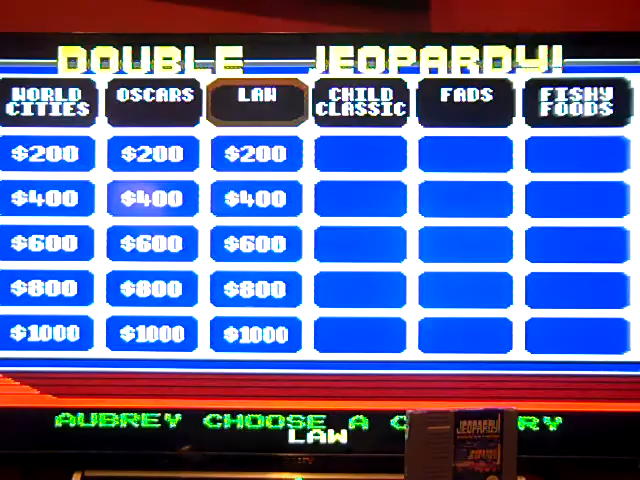 DOUBLE JEOPARDY!
WORLD CITIES
OSCARS
LAW
CHILD CLASSIC
FADS
FISHY FOODS
$200 $200 $200
$400 $400 $400
$600 $600 $600
$800 $800 $800
$1000 $1000 $1000
AUBREY CHOOSE A
LAW
JEOPARDY!